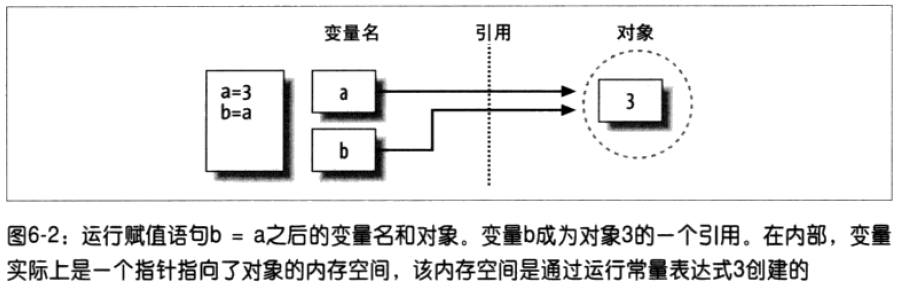 变量名 引用 对象
a=3
b=a
a
3
b
图6-2：运行赋值语句b = a之后的变量名和对象。变量b成为对象3的一个引用。在内部，变量
实际上是一个指针指向了对象的内存空间，该内存空间是通过运行常量表达式3创建的